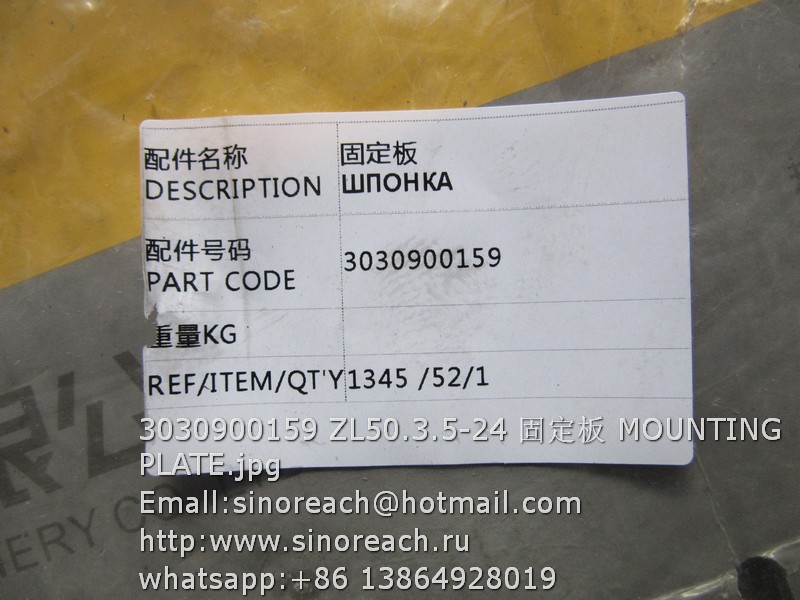 配件名称 固定板
DESCRIPTION ШПОНКА
配件号码
PART CODE 3030900159
重量KG
REF/ITEM/QT'Y 1345 /52/1
3030900159 ZL50.3.5-24 固定板 MOUNTING
PLATE.jpg
Emall:sinoreach@hotmail.com
http:www.sinoreach.ru
whatsapp:+86 13864928019